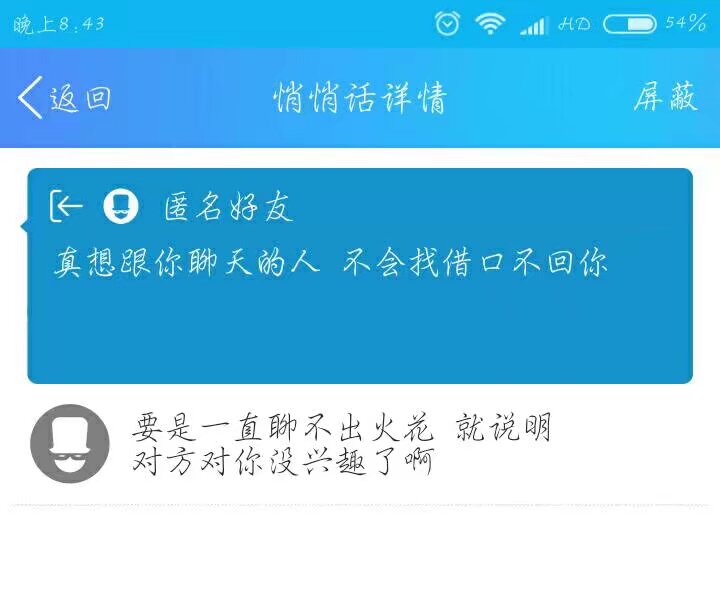 晚上8:43
HD
54%
返回
悄悄话详情
屏蔽
匿名好友
真想跟你聊天的人 不会找借口不回你
要是一直聊不出火花 就说明
对方对你没兴趣了啊